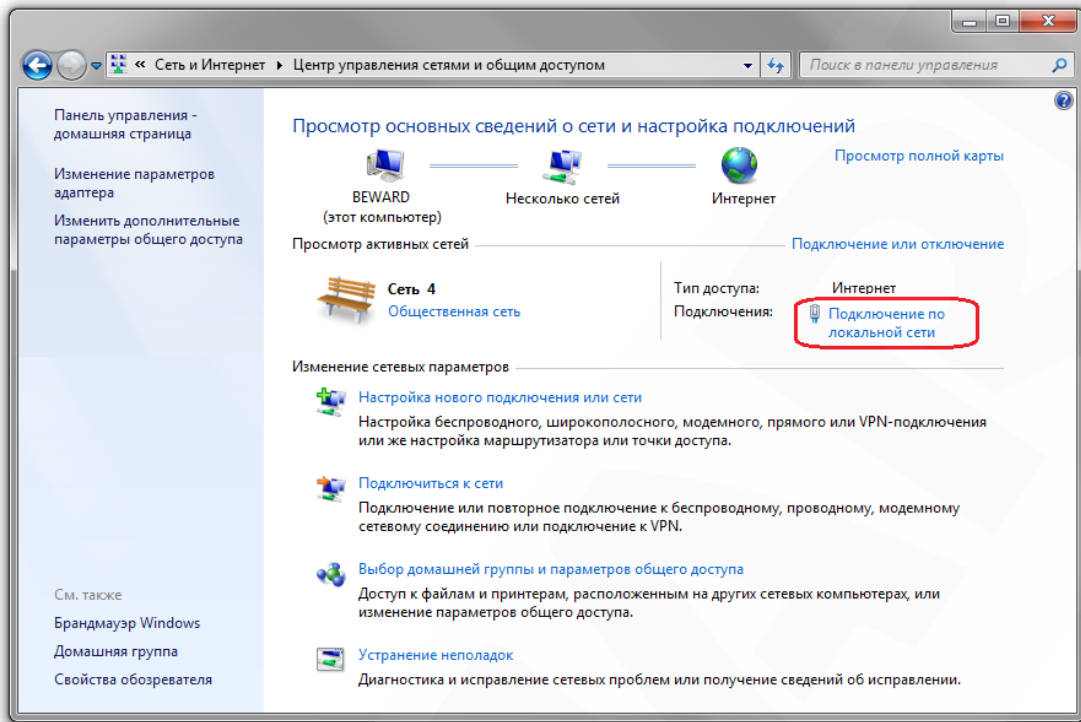 « Сеть и Интернет ▸ Центр управления сетями и общим доступом
Поиск в панели управления
Панель управления -
домашняя страница
Изменение параметров
адаптера
Изменить дополнительные
параметры общего доступа
См. также
Брандмауэр Windows
Домашняя группа
Свойства обозревателя
Просмотр основных сведений о сети и настройка подключений
Просмотр полной карты
BEWARD
(этот компьютер)
Несколько сетей
Интернет
Просмотр активных сетей
Подключение или отключение
Сеть 4
Общественная сеть
Тип доступа: Интернет
Подключения: Подключение по
локальной сети
Изменение сетевых параметров
Настройка нового подключения или сети
Настройка беспроводного, широкополосного, модемного, прямого или VPN-подключения
или же настройка маршрутизатора или точки доступа.
Подключиться к сети
Подключение или повторное подключение к беспроводному, проводному, модемному
сетевому соединению или подключение к VPN.
Выбор домашней группы и параметров общего доступа
Доступ к файлам и принтерам, расположенным на других сетевых компьютерах, или
изменение параметров общего доступа.
Устранение неполадок
Диагностика и исправление сетевых проблем или получение сведений об исправлении.